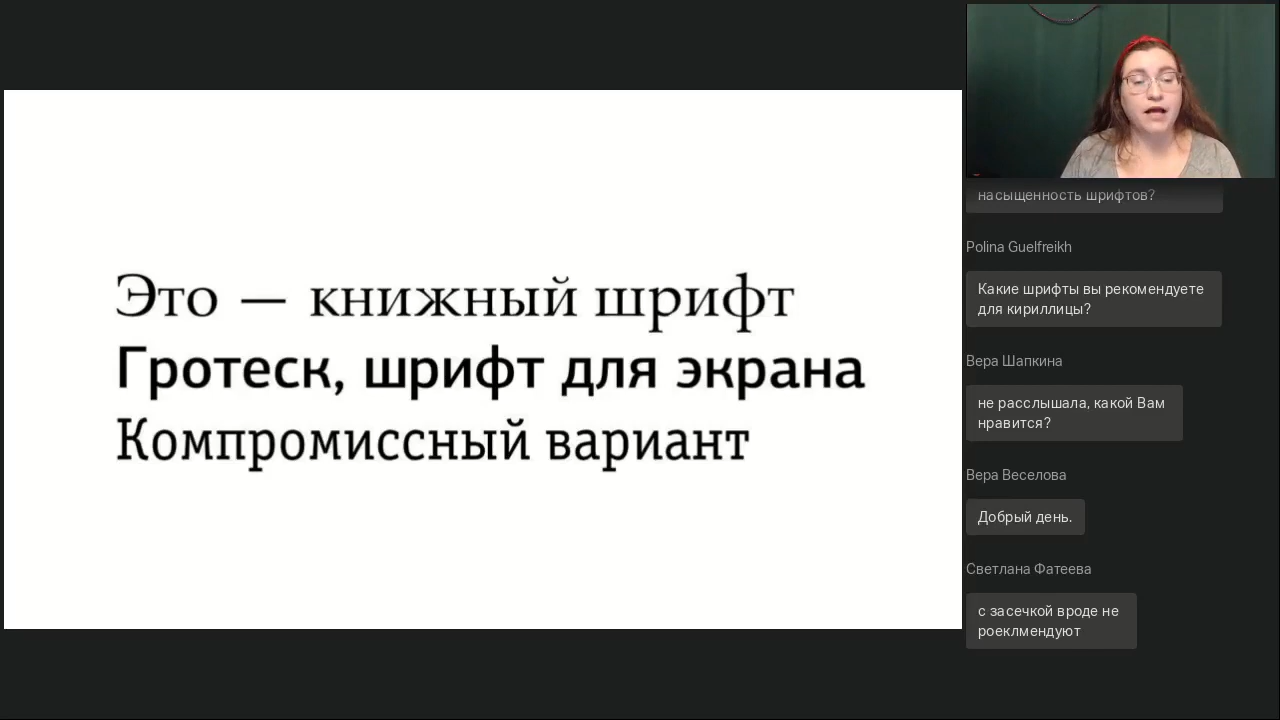 Это — книжный шрифт
Гротеск, шрифт для экрана
Компромиссный вариант
насыщенность шрифтов?
Polina Guelfreikh
Какие шрифты вы рекомендуете
для кириллицы?
Вера Шапкина
не расслышала, какой Вам
нравится?
Вера Веселова
Добрый день.
Светлана Фатеева
с засечкой вроде не
роеклмендуют